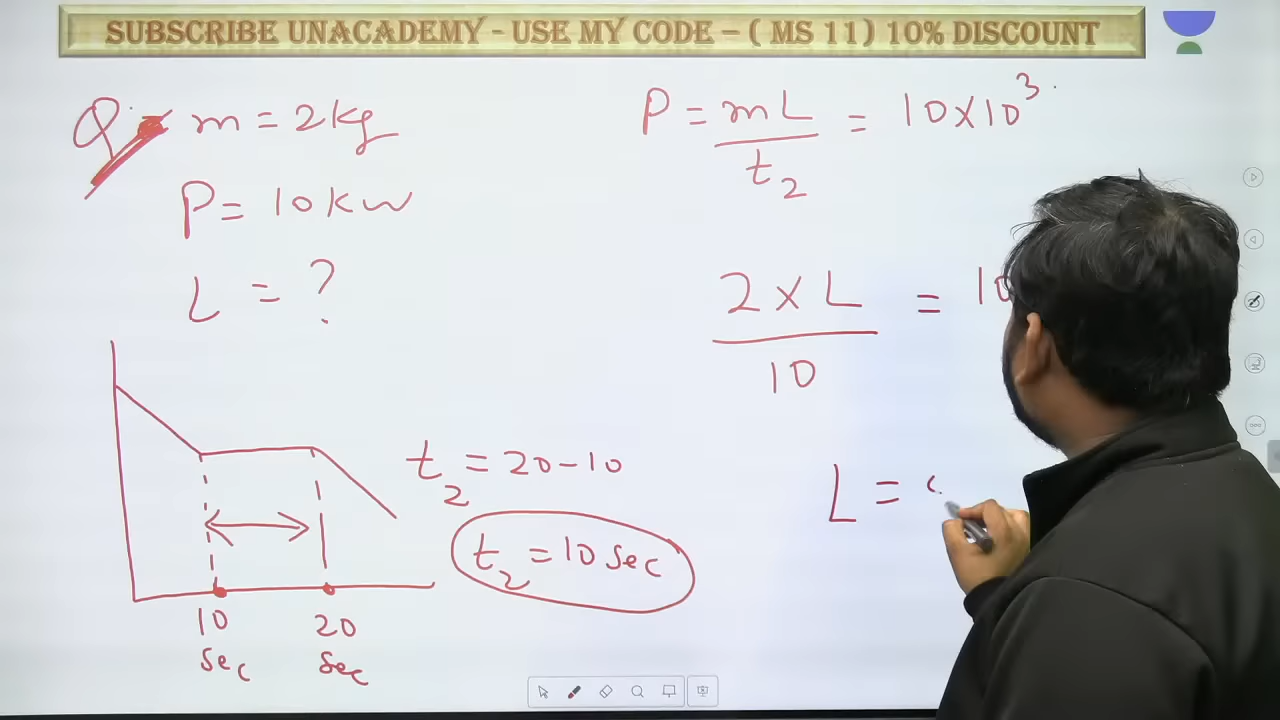 SUBSCRIBE UNACADEMY - USE MY CODE - ( MS 11) 10% DISCOUNT
Q. m = 2kg
P = 10 kw
L = ?
10 sec
20 sec
t2 = 20-10
t2 = 10 sec
P = mL/t2 = 10×10³
2 × L / 10 = 10
L =